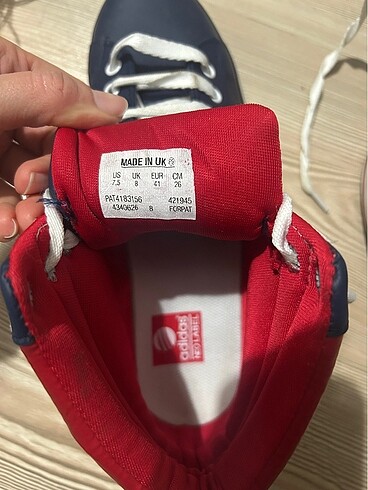 MADE IN UK
US UK EUR CM
7.5 8 41 26
PAT4183156 421945
4340626 B FORPAT
adidas
NEO LABEL